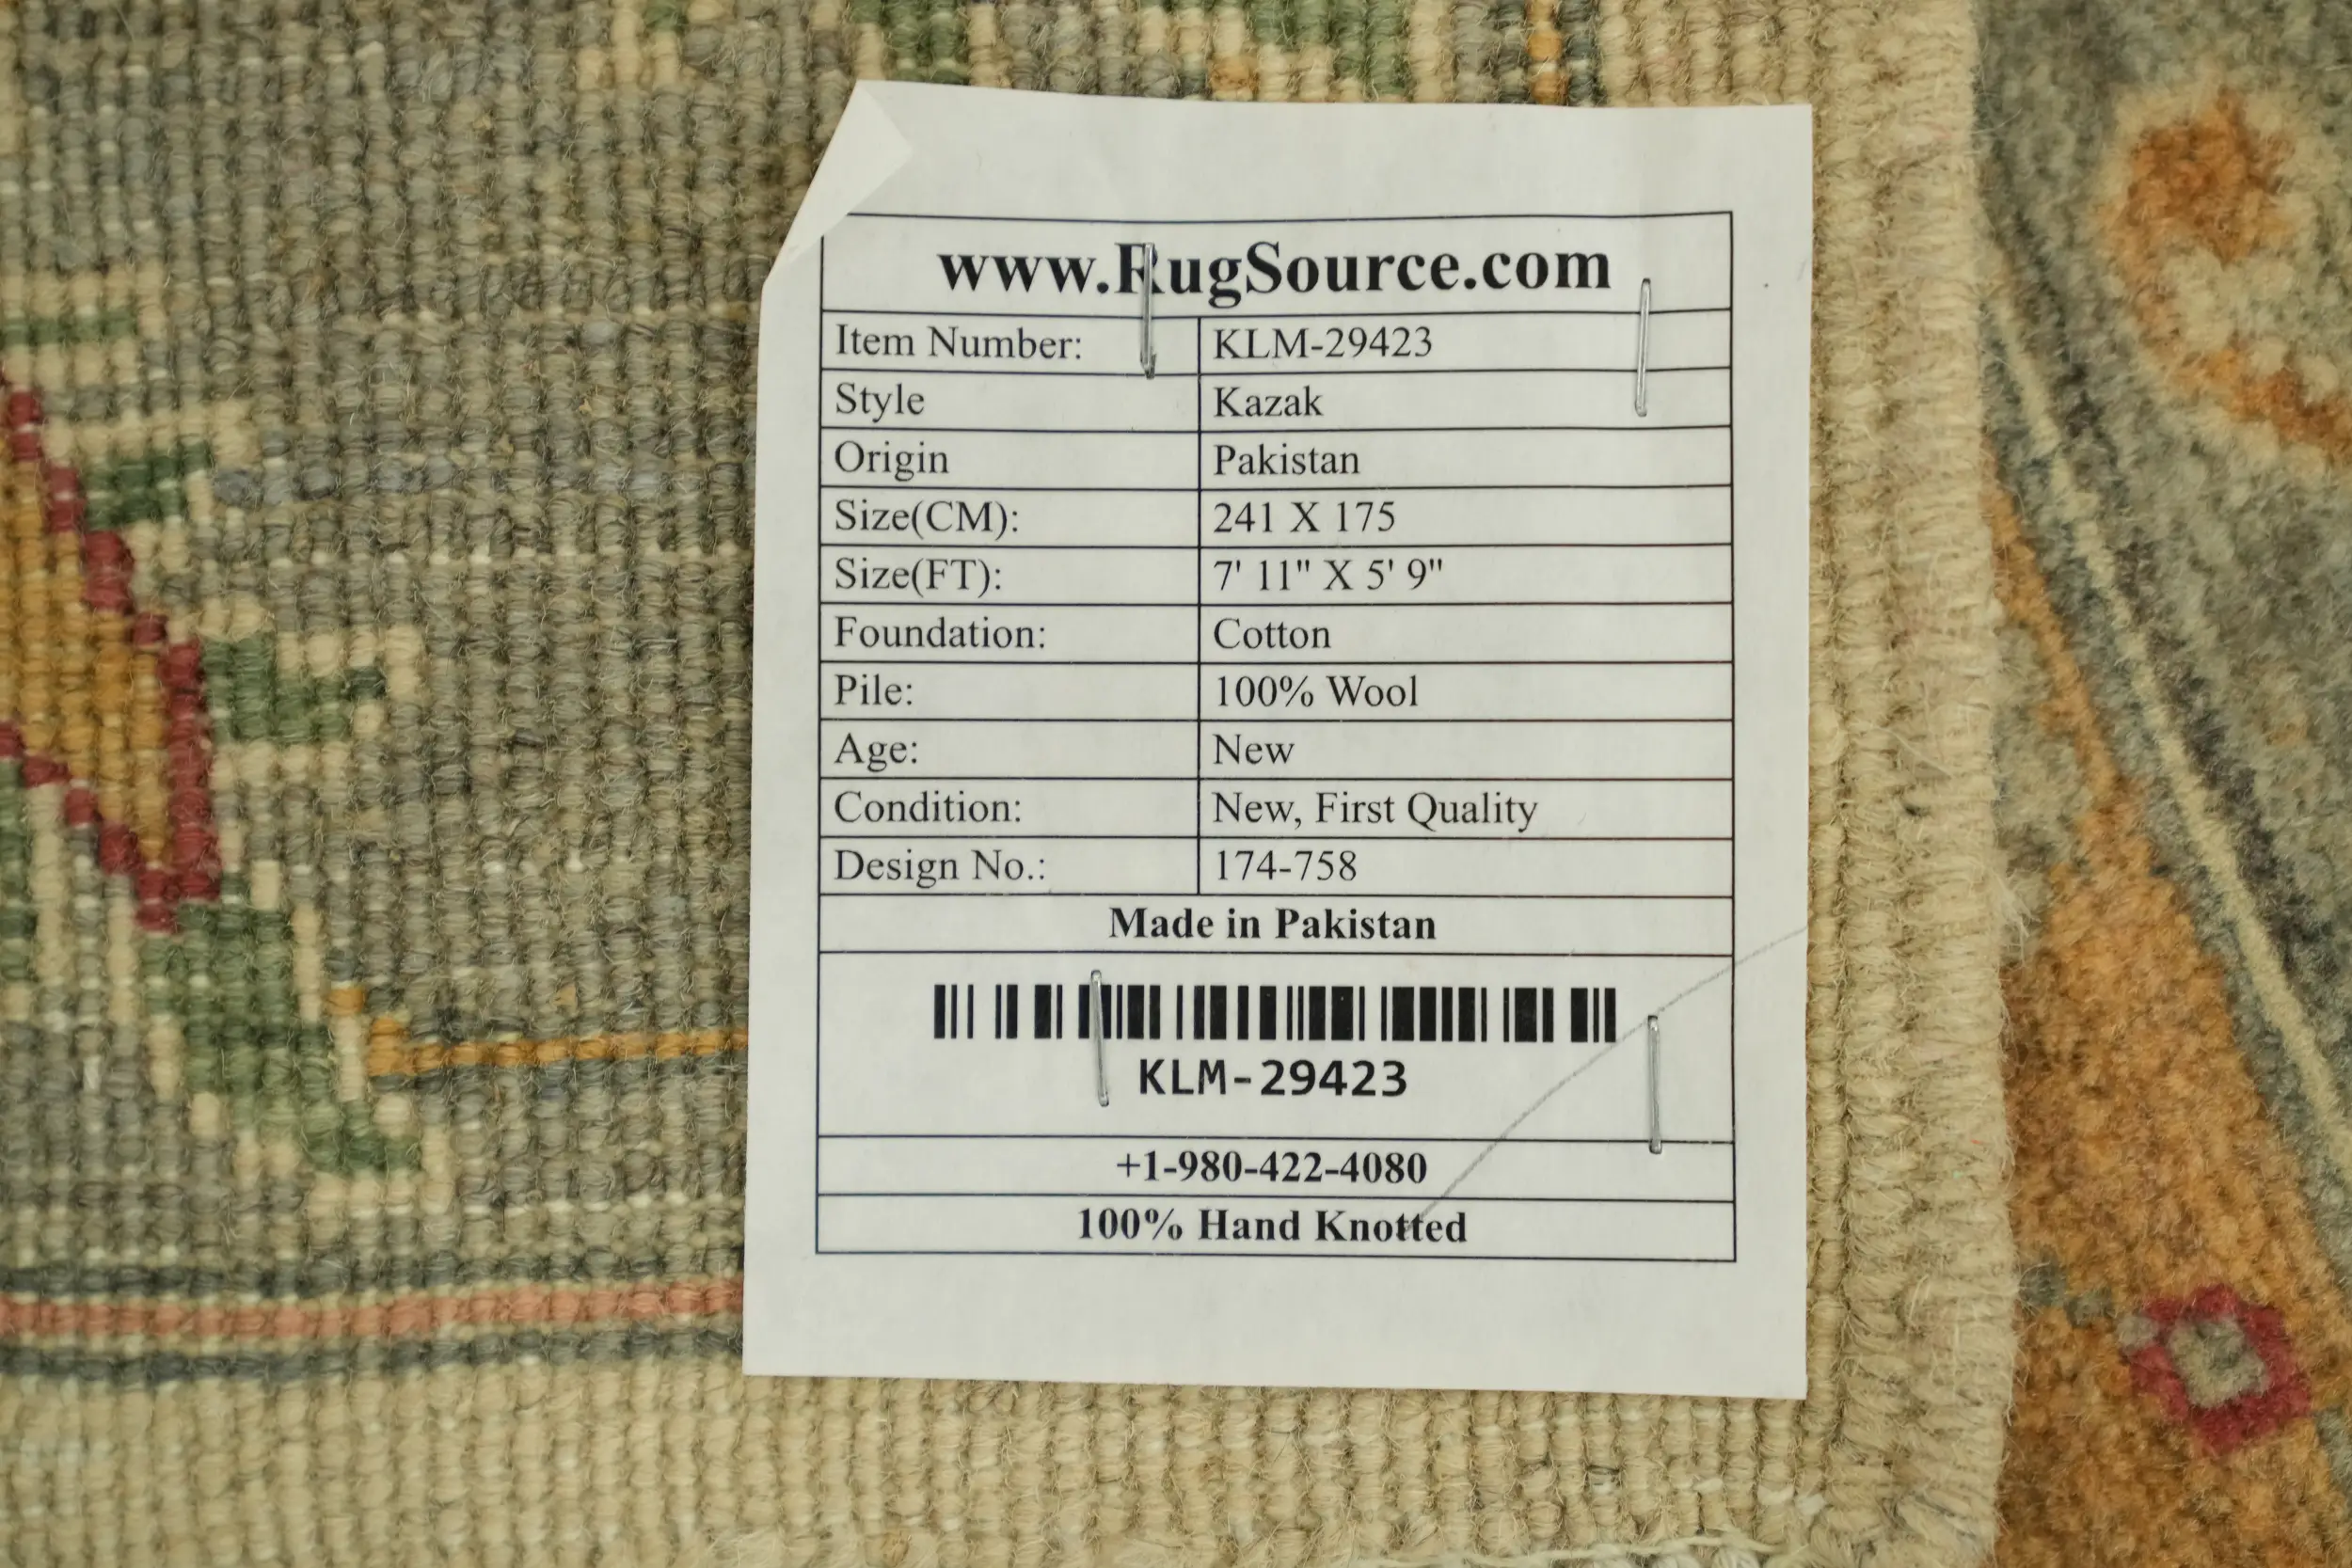 www.RugSource.com
Item Number: KLM-29423
Style Kazak
Origin Pakistan
Size(CM): 241 X 175
Size(FT): 7' 11" X 5' 9"
Foundation: Cotton
Pile: 100% Wool
Age: New
Condition: New, First Quality
Design No.: 174-758
Made in Pakistan
KLM-29423
+1-980-422-4080
100% Hand Knotted